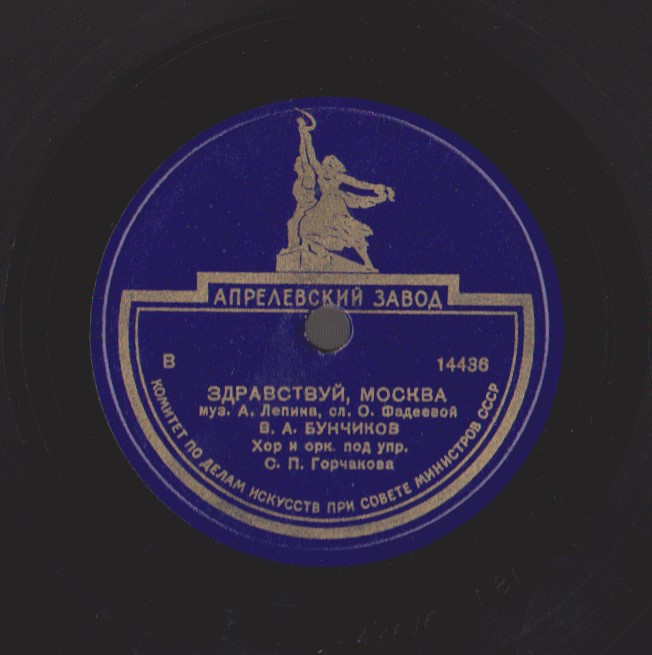 АПРЕЛЕВСКИЙ ЗАВОД
В 14436
ЗДРАВСТВУЙ, МОСКВА
муз. А. Лепина, сл. О. Фадеевой
В. А. БУНЧИКОВ
Хор и орк. под упр.
С. П. Горчакова
КОМИТЕТ ПО ДЕЛАМ ИСКУССТВ ПРИ СОВЕТЕ МИНИСТРОВ СССР